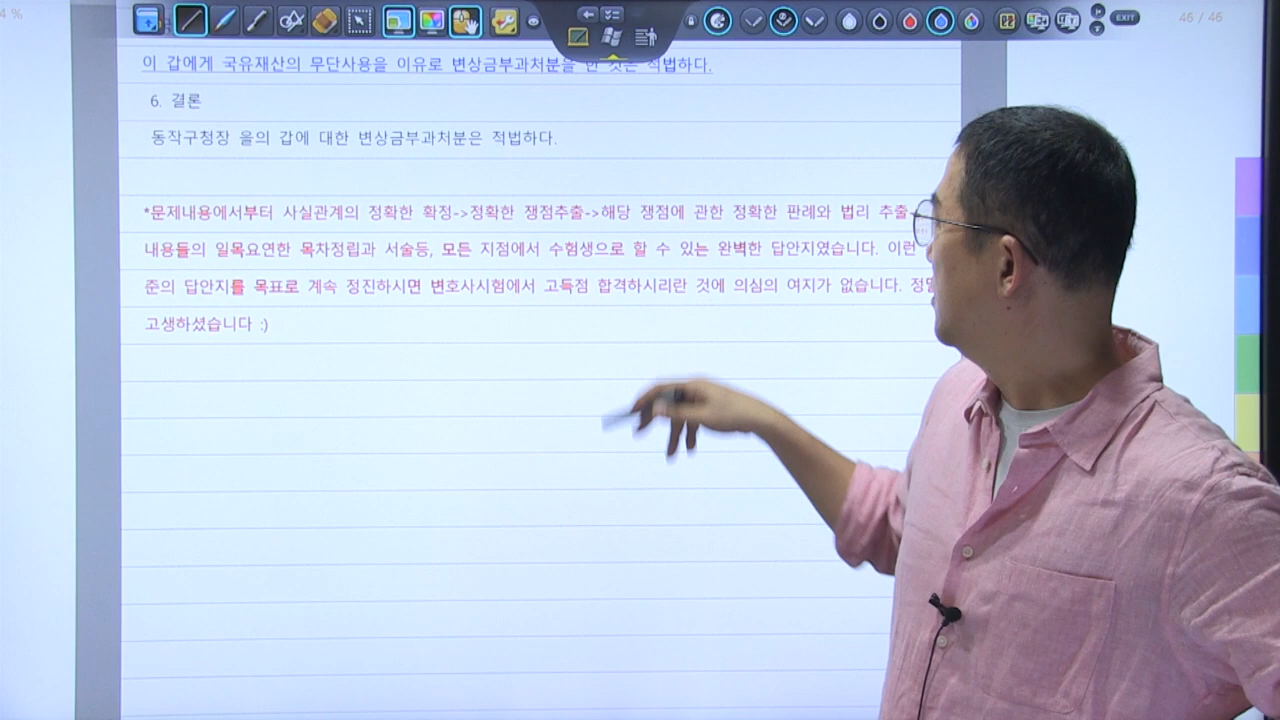 4 %
46 / 46
EXIT
이 갑에게 국유재산의 무단사용을 이유로 변상금부과처분을 한 것은 적법하다.
6. 결론
동작구청장 을의 갑에 대한 변상금부과처분은 적법하다.
*문제내용에서부터 사실관계의 정확한 확정->정확한 쟁점추출->해당 쟁점에 관한 정확한 판례와 법리 추출
내용들의 일목요연한 목차정립과 서술등, 모든 지점에서 수험생으로 할 수 있는 완벽한 답안지였습니다. 이런
준의 답안지를 목표로 계속 정진하시면 변호사시험에서 고득점 합격하시리란 것에 의심의 여지가 없습니다.
고생하셨습니다 :)